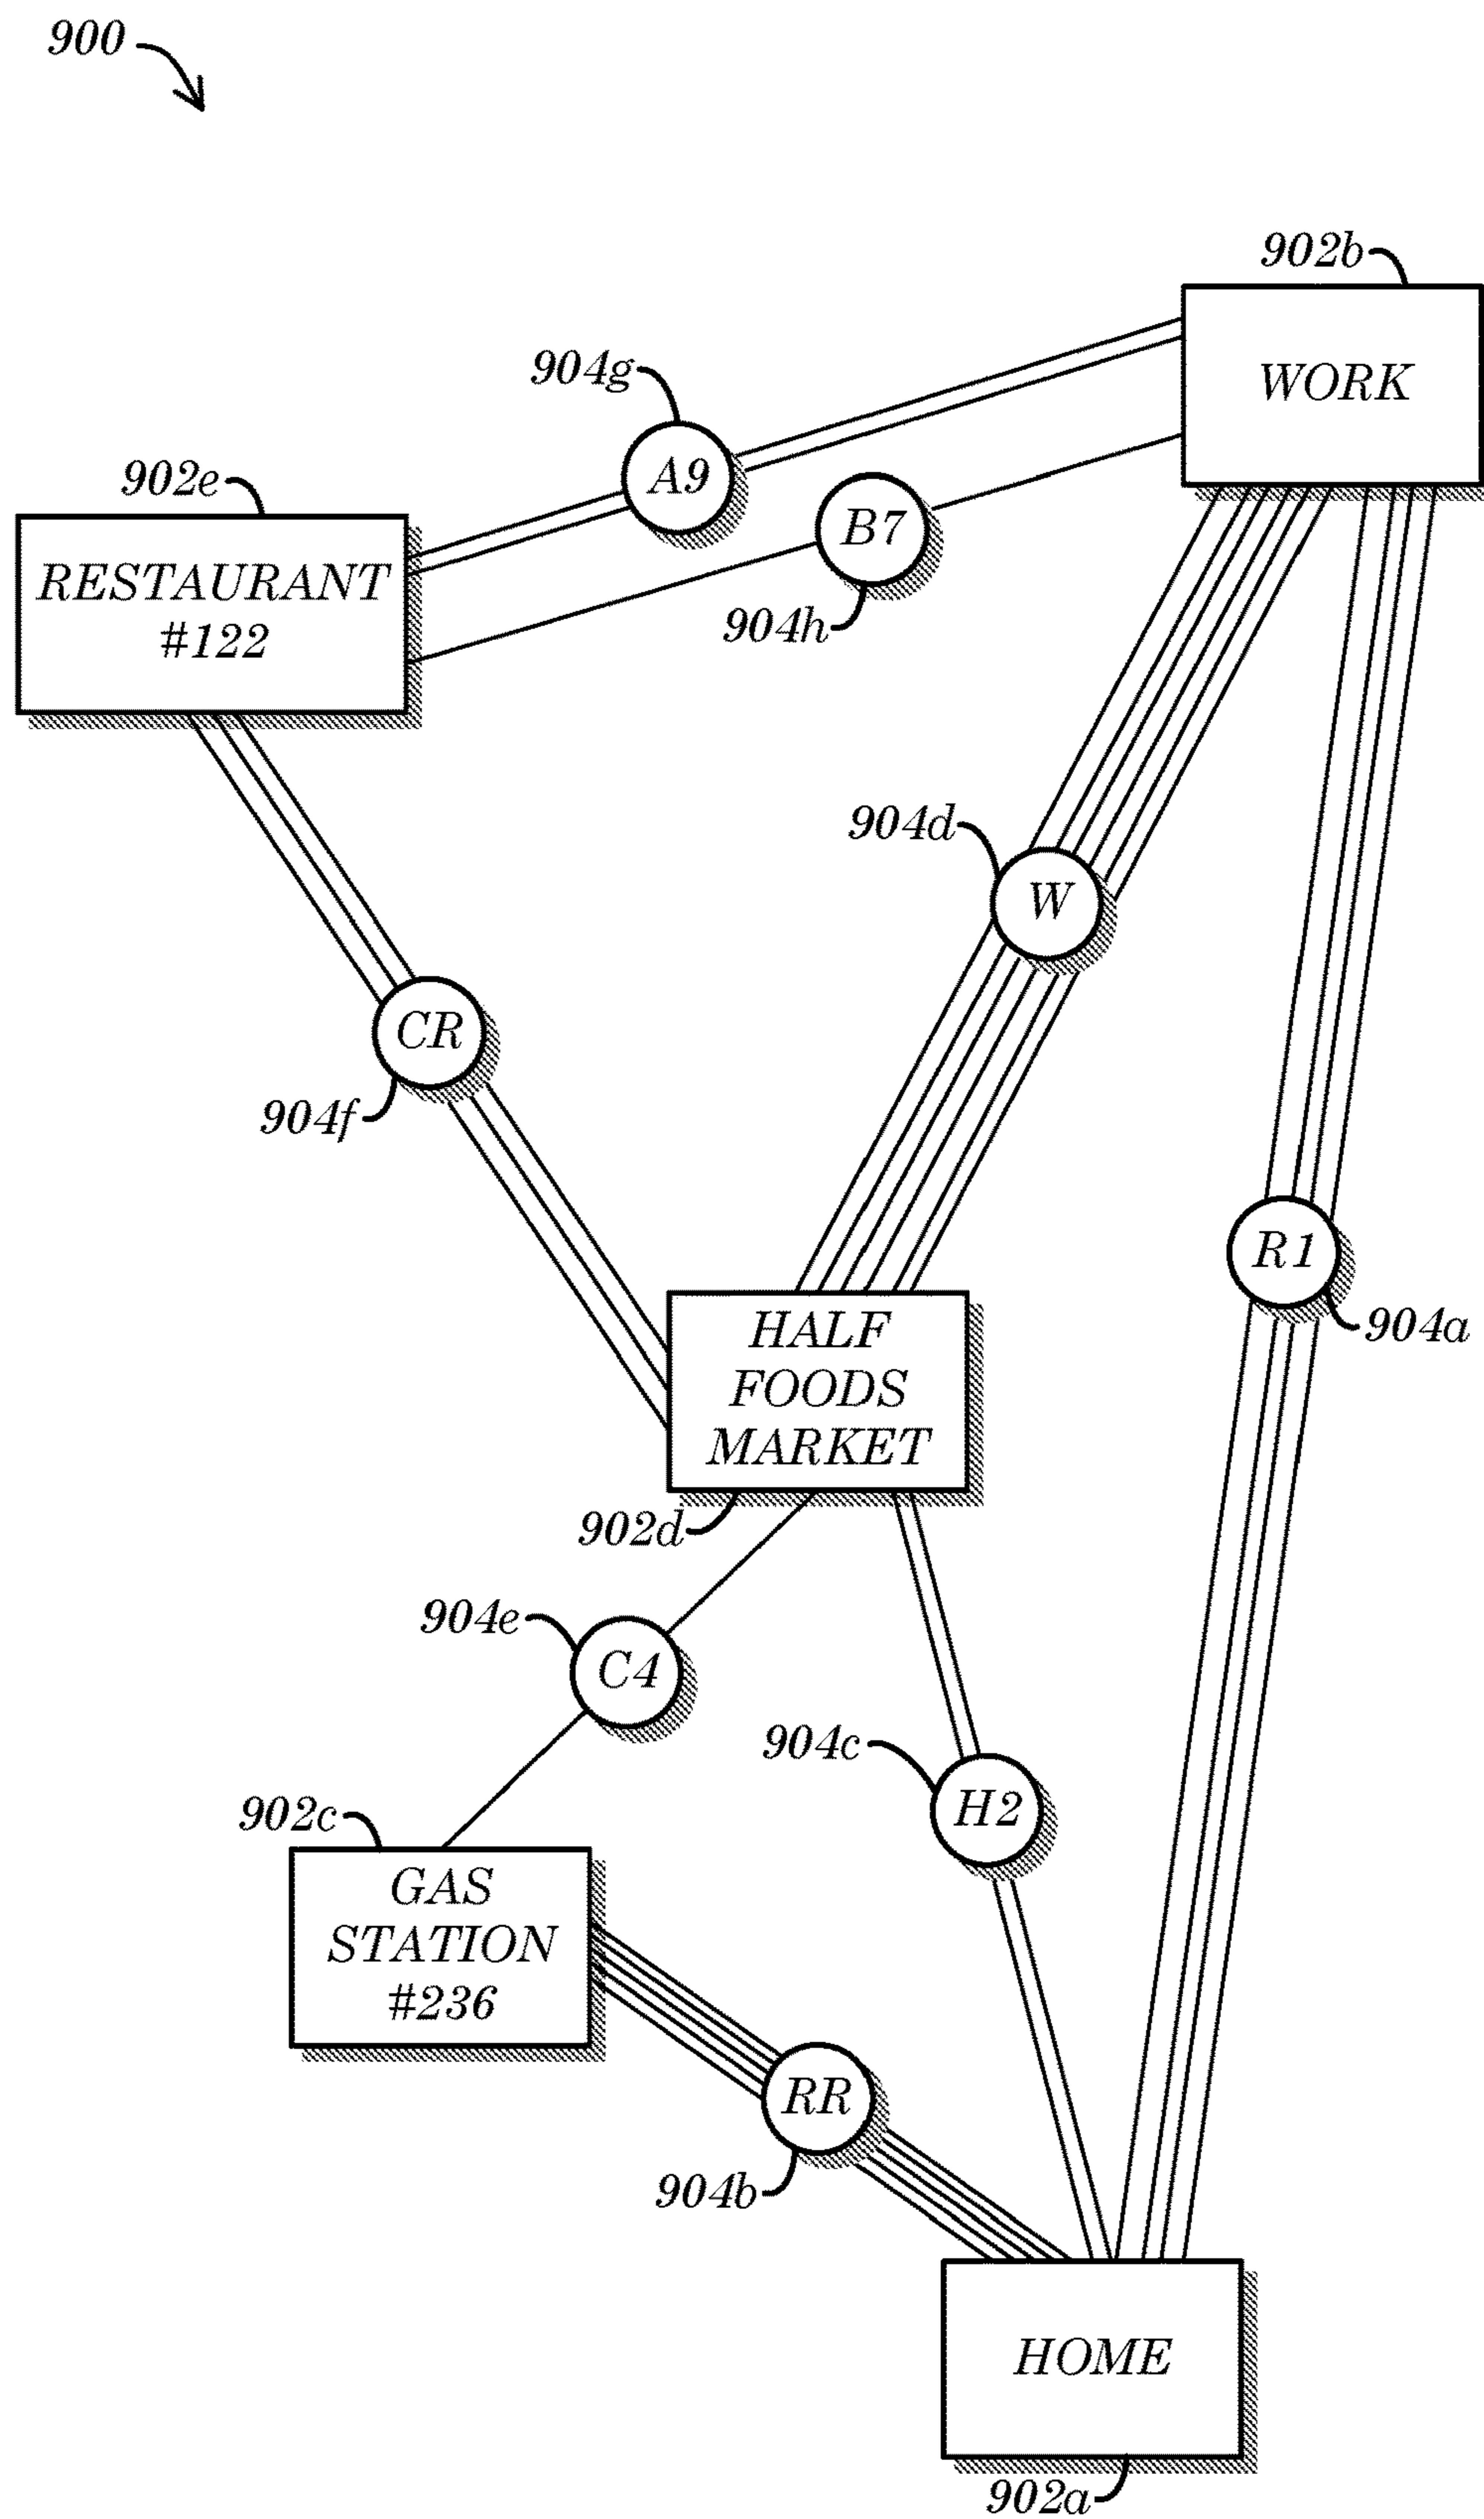 900
902b
WORK
904g
A9
902e
B7
RESTAURANT
#122
904h
904d
W
CR
904f
R1
904a
HALF
FOODS
MARKET
902d
904e
C4
904c
H2
902c
GAS
STATION
#236
RR
904b
HOME
902a